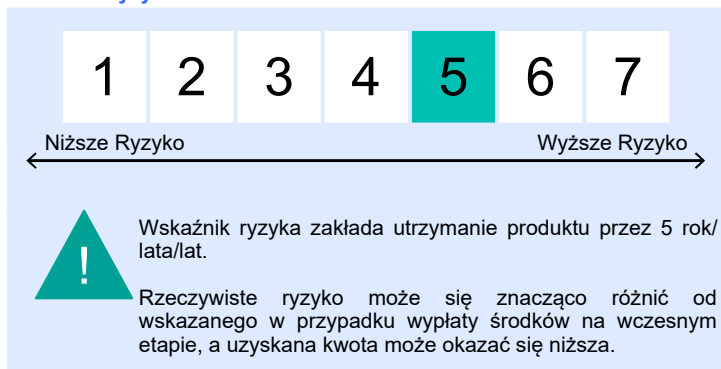 1 2 3 4 5 6 7
Niższe Ryzyko Wyższe Ryzyko
!
Wskaźnik ryzyka zakłada utrzymanie produktu przez 5 rok/
lata/lat.
Rzeczywiste ryzyko może się znacząco różnić od
wskazanego w przypadku wypłaty środków na wczesnym
etapie, a uzyskana kwota może okazać się niższa.